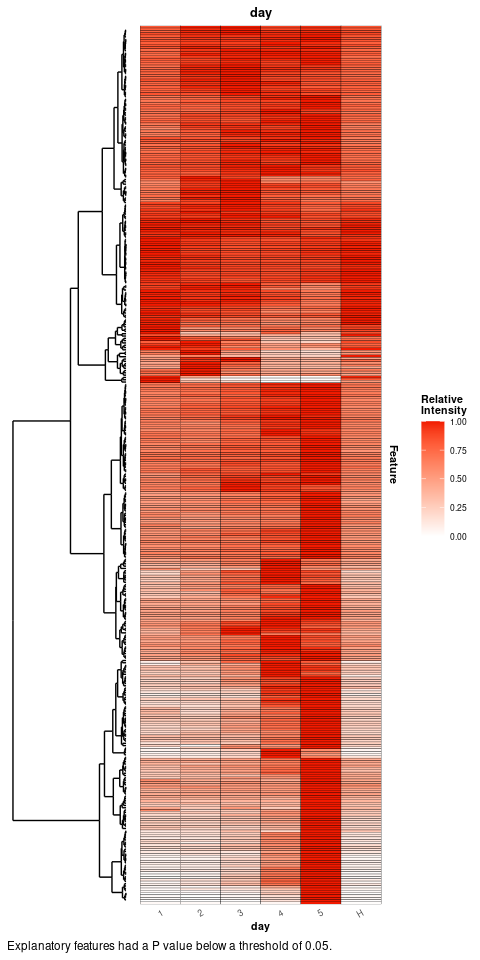 day
Relative
Intensity
1.00
0.75
0.50
0.25
0.00
Feature
1 2 3 4 5 H
day
Explanatory features had a P value below a threshold of 0.05.